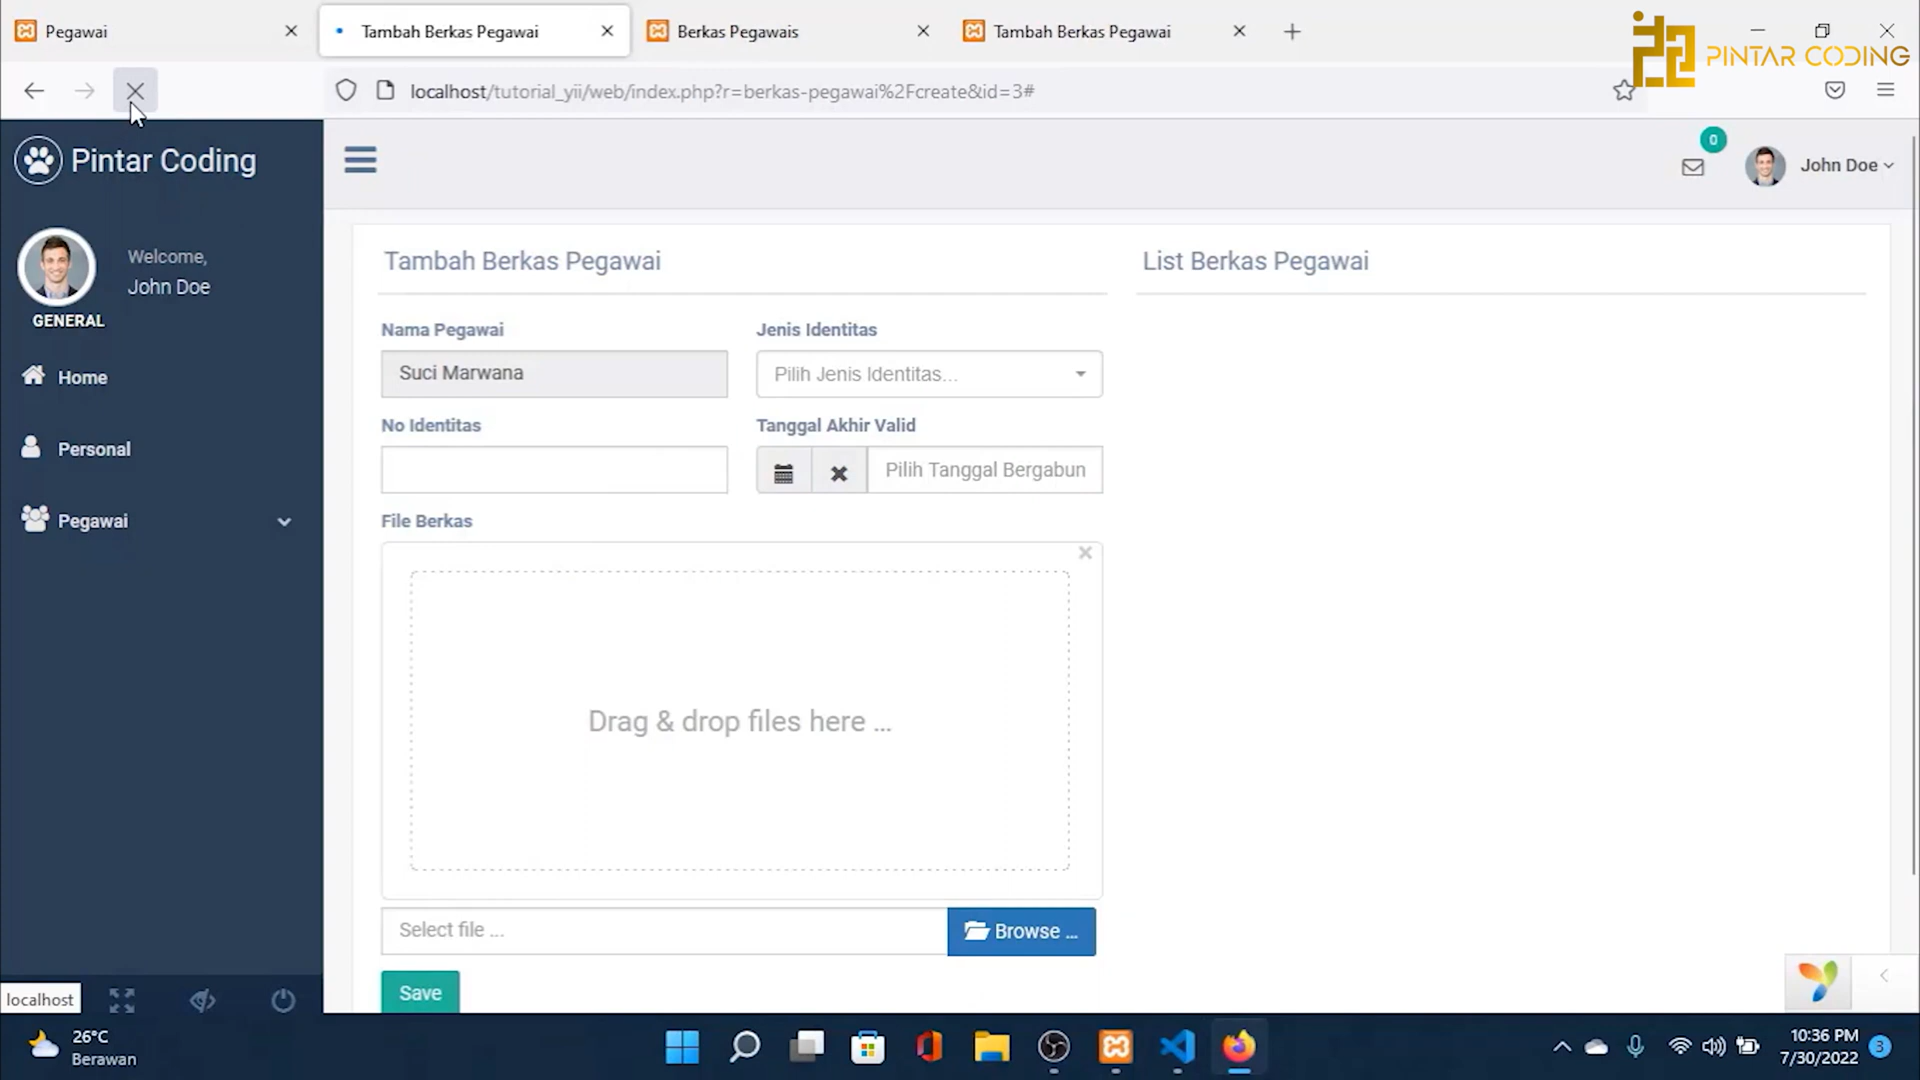 Pegawai
Tambah Berkas Pegawai
Berkas Pegawais
Tambah Berkas Pegawai
PINTAR CODING
localhost/tutorial_yii/web/index.php?r=berkas-pegawai%2Fcreate&id=3#
Pintar Coding
0
John Doe
Welcome,
John Doe
GENERAL
Home
Personal
Pegawai
Tambah Berkas Pegawai
List Berkas Pegawai
Nama Pegawai
Jenis Identitas
Suci Marwana
Pilih Jenis Identitas...
No Identitas
Tanggal Akhir Valid
Pilih Tanggal Bergabun
File Berkas
Drag & drop files here ...
Select file ...
Browse ...
Save
localhost
26°C
Berawan
10:36 PM
7/30/2022
3